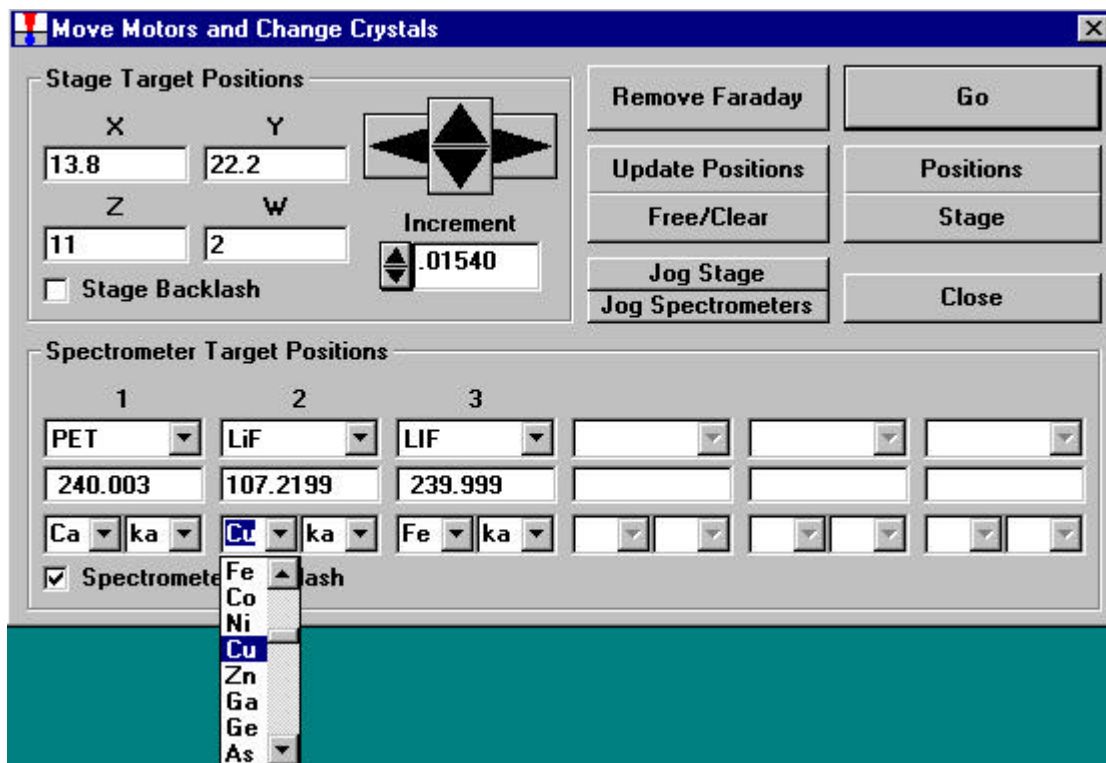 Move Motors and Change Crystals
Stage Target Positions
X Y
13.8 22.2
Z W
11 2
Increment
.01540
Stage Backlash
Remove Faraday Go
Update Positions Positions
Free/Clear Stage
Jog Stage
Jog Spectrometers
Close
Spectrometer Target Positions
1 2 3
PET LiF LIF
240.003 107.2199 239.999
Ca ka Cu ka Fe ka
Spectromete lash
Fe
Co
Ni
Cu
Zn
Ga
Ge
As